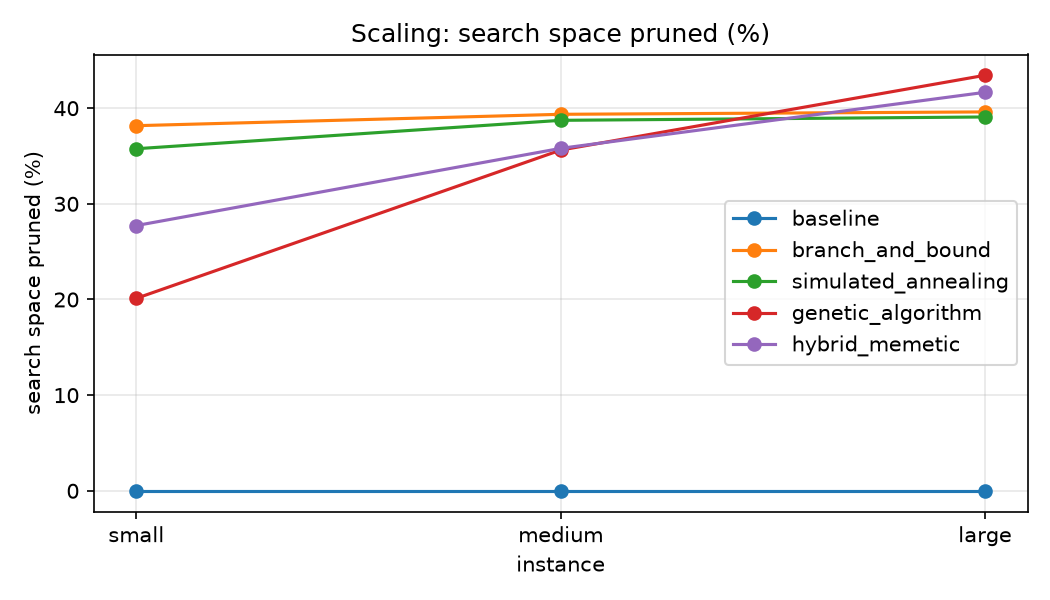 Scaling: search space pruned (%)
search space pruned (%)
40
30
20
10
0
small
medium
large
instance
baseline
branch_and_bound
simulated_annealing
genetic_algorithm
hybrid_memetic